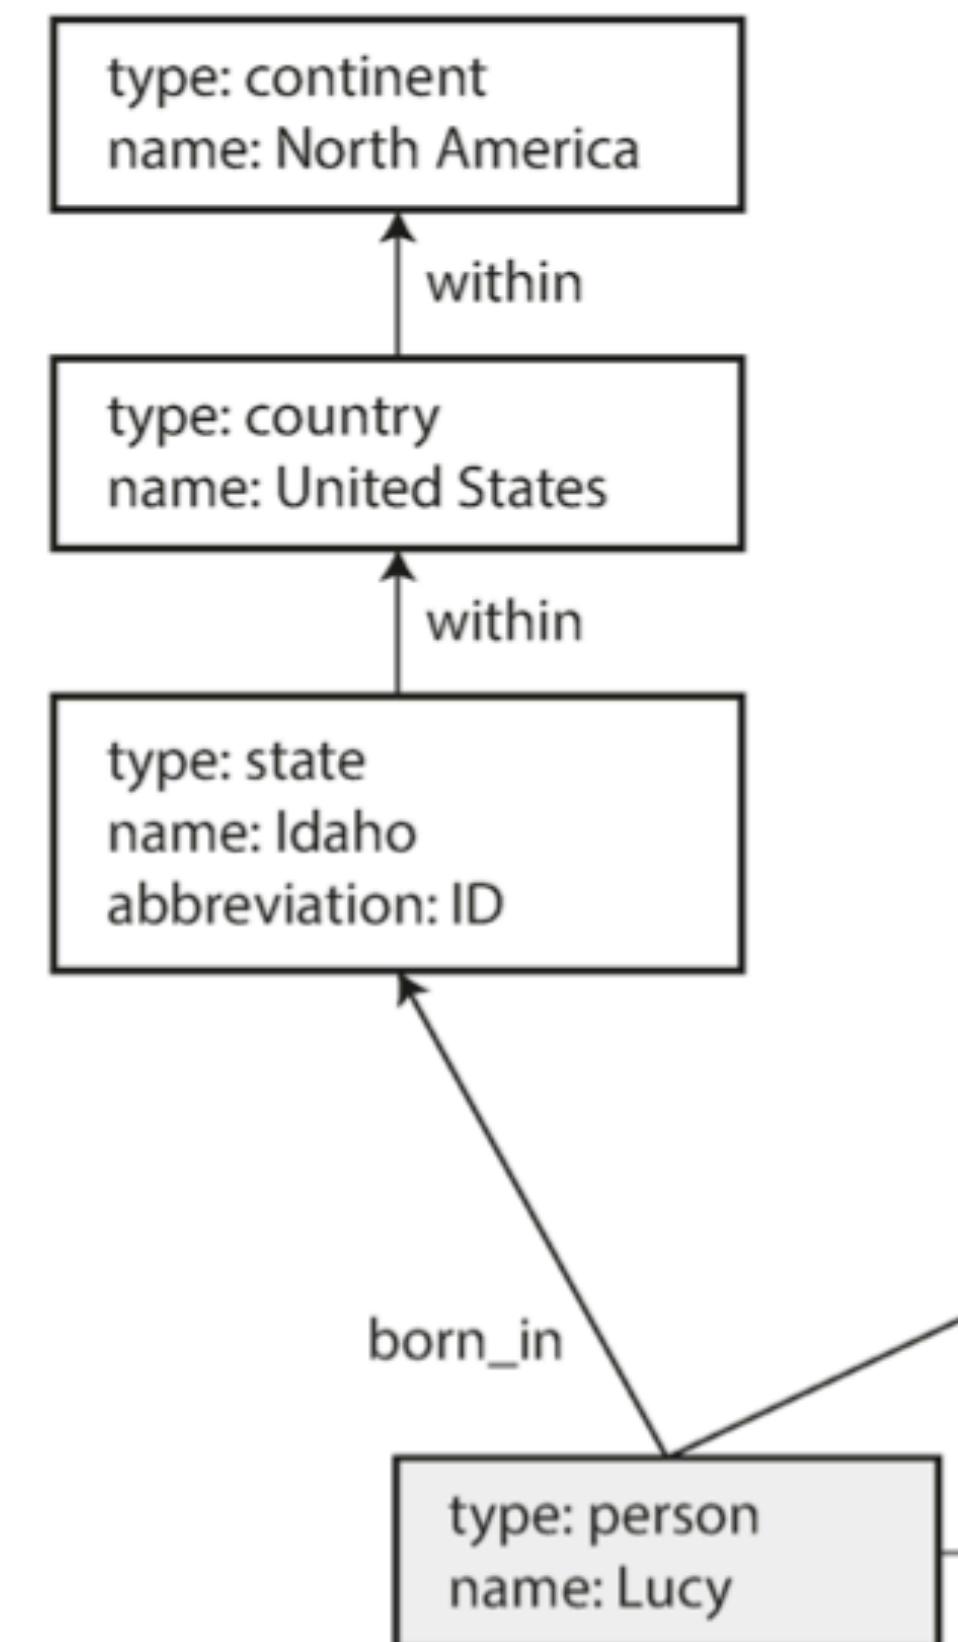 type: continent
name: North America
within
type: country
name: United States
within
type: state
name: Idaho
abbreviation: ID
born_in
type: person
name: Lucy